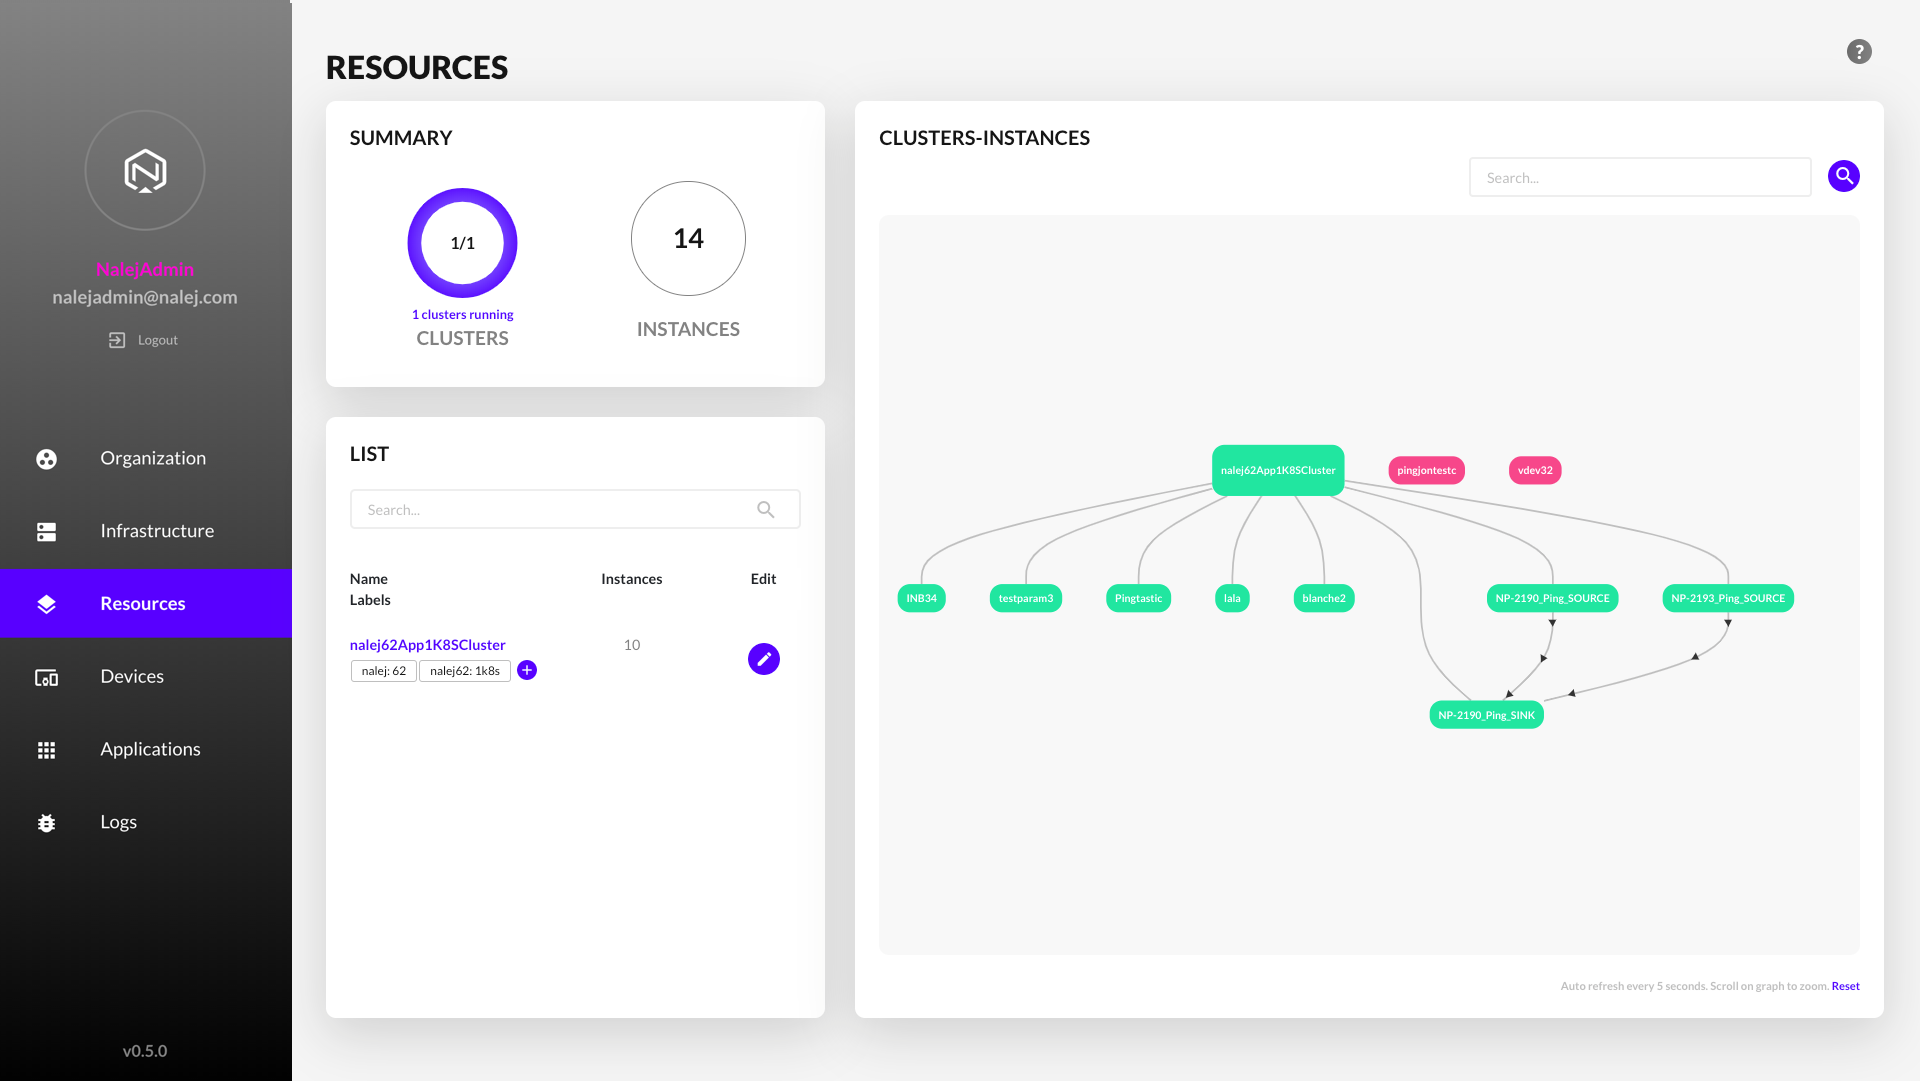 NalejAdmin
nalejadmin@nalej.com
Logout
Organization
Infrastructure
Resources
Devices
Applications
Logs
v0.5.0
RESOURCES
?
SUMMARY
1/1
1 clusters running
CLUSTERS
14
INSTANCES
LIST
Search...
Name
Labels
Instances
Edit
nalej62App1K8SCluster
10
nalej: 62
nalej62: 1k8s
CLUSTERS-INSTANCES
Search...
nalej62App1K8SCluster
pingjontestc
vdev32
INB34
testparam3
Pingtastic
lala
blanche2
NP-2190_Ping_SOURCE
NP-2193_Ping_SOURCE
NP-2190_Ping_SINK
Auto refresh every 5 seconds. Scroll on graph to zoom. Reset